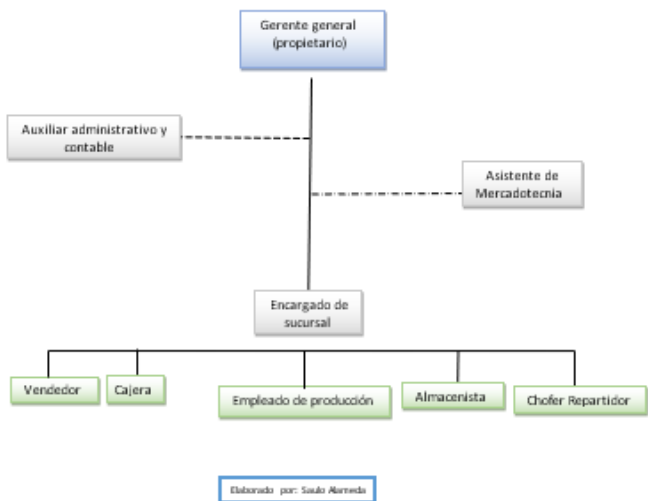 Gerente general
(propietario)
Auxiliar administrativo y
contable
Asistente de
Mercadotecnia
Encargado de
sucursal
Vendedor
Cajera
Empleado de producción
Almacenista
Chofer Repartidor
Elaborado por: Saulo Alameda